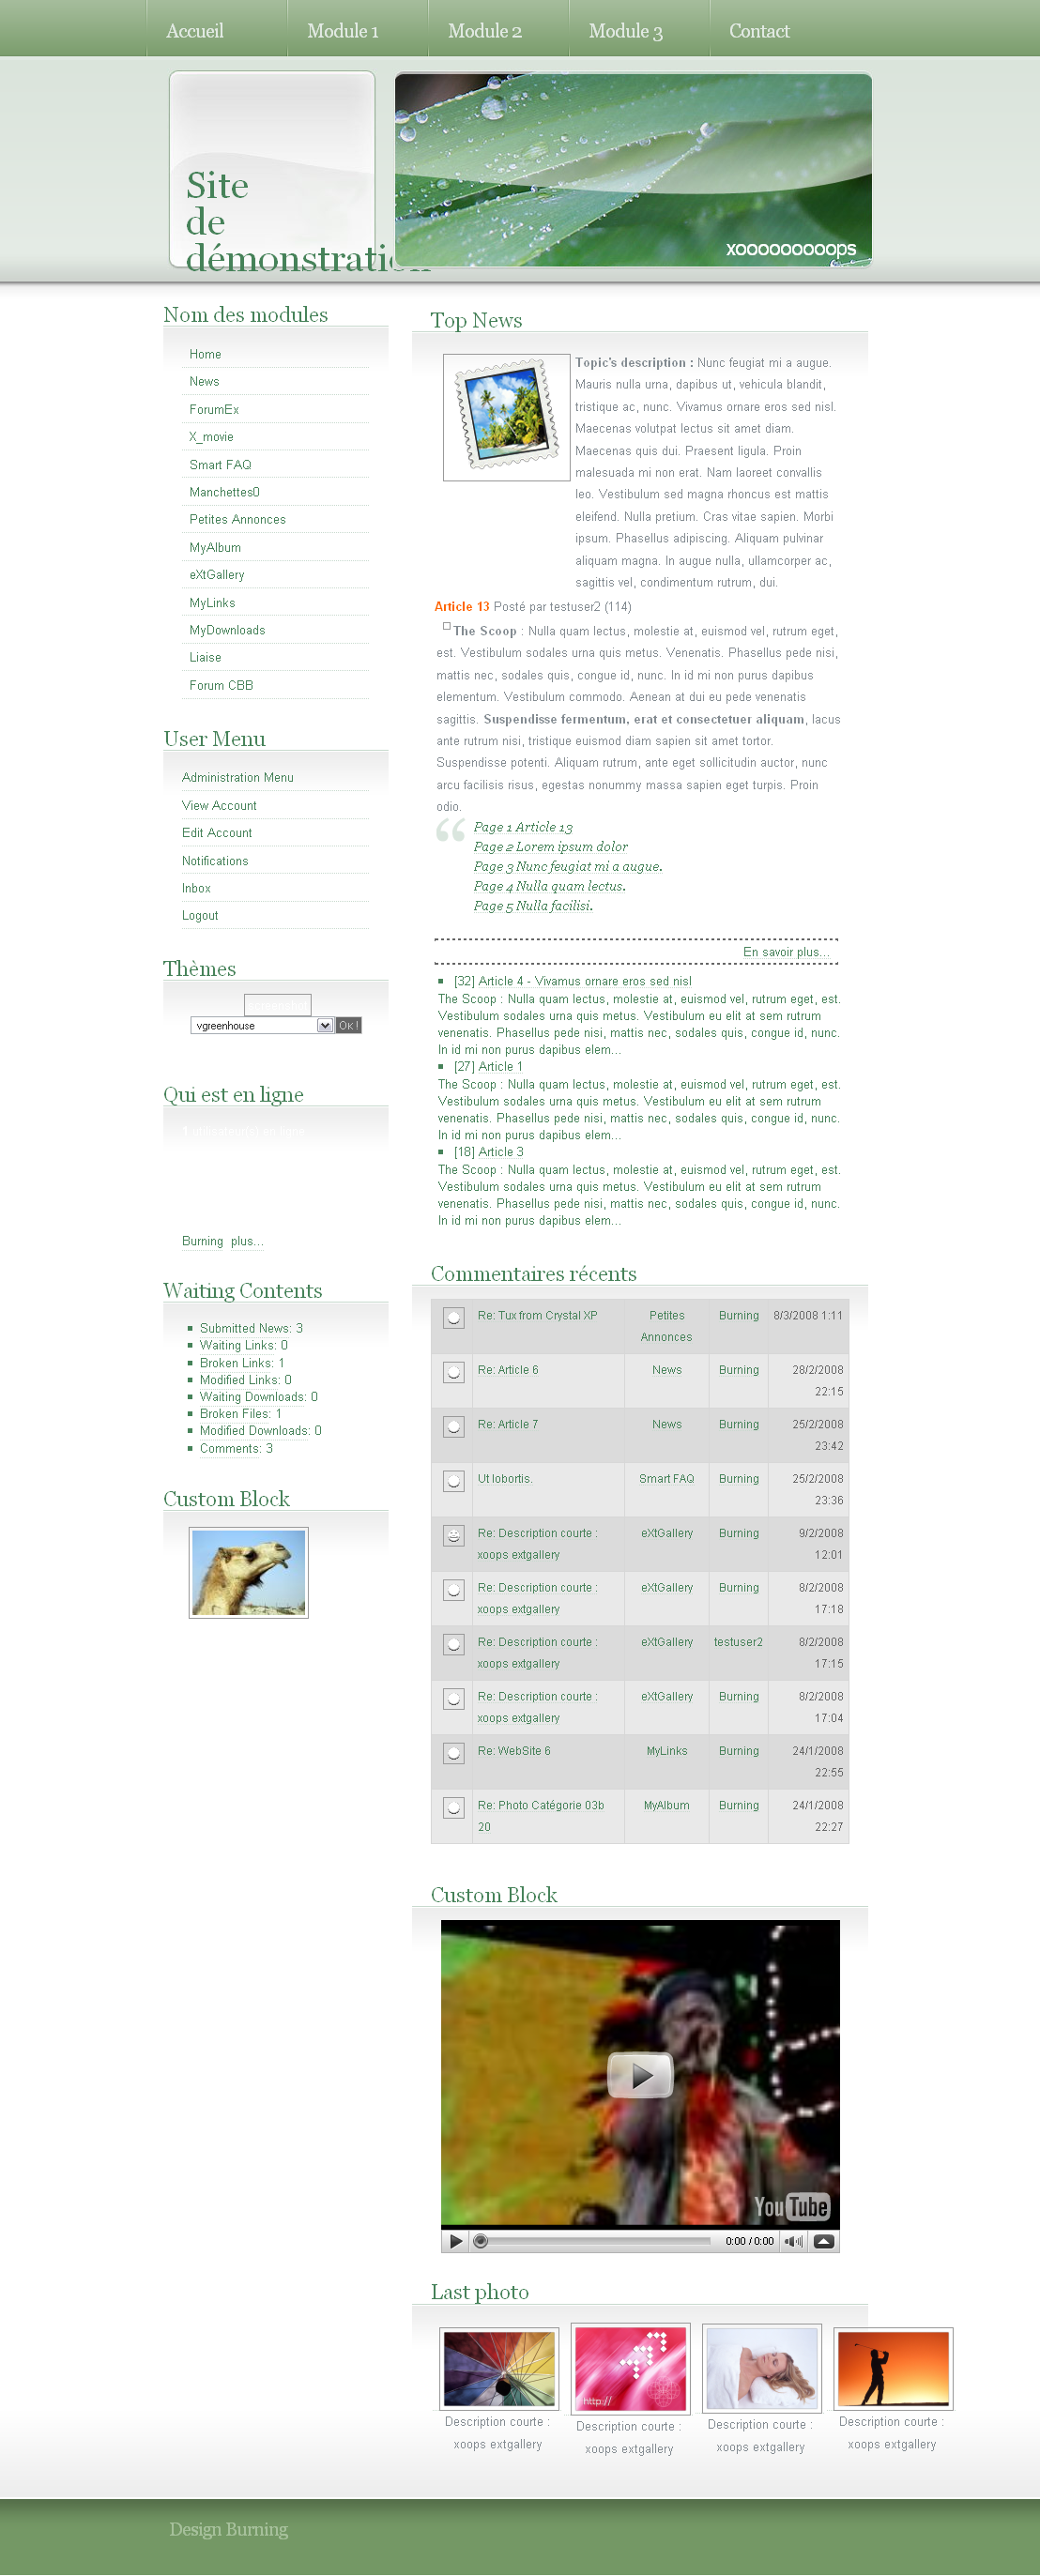 Accueil
Module 1
Module 2
Module 3
Contact
Site
de
démonstration
xoooooooooops
Nom des modules
Home
News
ForumEx
X_movie
Smart FAQ
Manchettes0
Petites Annonces
MyAlbum
eXtGallery
MyLinks
MyDownloads
Liaise
Forum CBB
User Menu
Administration Menu
View Account
Edit Account
Notifications
Inbox
Logout
Thèmes
vgreenhouse
OK !
Qui est en ligne
Burning plus...
Waiting Contents
Submitted News: 3
Waiting Links: 0
Broken Links: 1
Modified Links: 0
Waiting Downloads: 0
Broken Files: 1
Modified Downloads: 0
Comments: 3
Custom Block
Top News
Topic's description : Nunc feugiat mi a augue.
Mauris nulla urna, dapibus ut, vehicula blandit,
tristique ac, nunc. Vivamus ornare eros sed nisl.
Maecenas volutpat lectus sit amet diam.
Maecenas quis dui. Praesent ligula. Proin
malesuada mi non erat. Nam laoreet convallis
leo. Vestibulum sed magna rhoncus est mattis
eleifend. Nulla pretium. Cras vitae sapien. Morbi
ipsum. Phasellus adipiscing. Aliquam pulvinar
aliquam magna. In augue nulla, ullamcorper ac,
sagittis vel, condimentum rutrum, dui.
Article 13 Posté par testuser2 (114)
The Scoop : Nulla quam lectus, molestie at, euismod vel, rutrum eget,
est. Vestibulum sodales urna quis metus. Venenatis. Phasellus pede nisi,
mattis nec, sodales quis, congue id, nunc. In id mi non purus dapibus
elementum. Vestibulum commodo. Aenean at dui eu pede venenatis
sagittis. Suspendisse fermentum, erat et consectetuer aliquam, lacus
ante rutrum nisi, tristique euismod diam sapien sit amet tortor.
Suspendisse potenti. Aliquam rutrum, ante eget sollicitudin auctor, nunc
arcu facilisis risus, egestas nonummy massa sapien eget turpis. Proin
odio.
Page 1 Article 13
Page 2 Lorem ipsum dolor
Page 3 Nunc feugiat mi a augue.
Page 4 Nulla quam lectus.
Page 5 Nulla facilisi.
En savoir plus...
[32] Article 4 - Vivamus ornare eros sed nisl
The Scoop : Nulla quam lectus, molestie at, euismod vel, rutrum eget, est.
Vestibulum sodales urna quis metus. Vestibulum eu elit at sem rutrum
venenatis. Phasellus pede nisi, mattis nec, sodales quis, congue id, nunc.
In id mi non purus dapibus elem...
[27] Article 1
The Scoop : Nulla quam lectus, molestie at, euismod vel, rutrum eget, est.
Vestibulum sodales urna quis metus. Vestibulum eu elit at sem rutrum
venenatis. Phasellus pede nisi, mattis nec, sodales quis, congue id, nunc.
In id mi non purus dapibus elem...
[18] Article 3
The Scoop : Nulla quam lectus, molestie at, euismod vel, rutrum eget, est.
Vestibulum sodales urna quis metus. Vestibulum eu elit at sem rutrum
venenatis. Phasellus pede nisi, mattis nec, sodales quis, congue id, nunc.
In id mi non purus dapibus elem...
Commentaires récents
Re: Tux from Crystal XP Petites Burning 8/3/2008 1:11
Annonces
Re: Article 6 News Burning 28/2/2008
22:15
Re: Article 7 News Burning 25/2/2008
23:42
Ut lobortis. Smart FAQ Burning 25/2/2008
23:36
Re: Description courte : eXtGallery Burning 9/2/2008
xoops extgallery 12:01
Re: Description courte : eXtGallery Burning 8/2/2008
xoops extgallery 17:18
Re: Description courte : eXtGallery testuser2 8/2/2008
xoops extgallery 17:15
Re: Description courte : eXtGallery Burning 8/2/2008
xoops extgallery 17:04
Re: WebSite 6 MyLinks Burning 24/1/2008
22:55
Re: Photo Catégorie 03b MyAlbum Burning 24/1/2008
20 22:27
Custom Block
YouTube
0:00 / 0:00
Last photo
http://
Description courte :
xoops extgallery
Description courte :
xoops extgallery
Description courte :
xoops extgallery
Description courte :
xoops extgallery
Design Burning